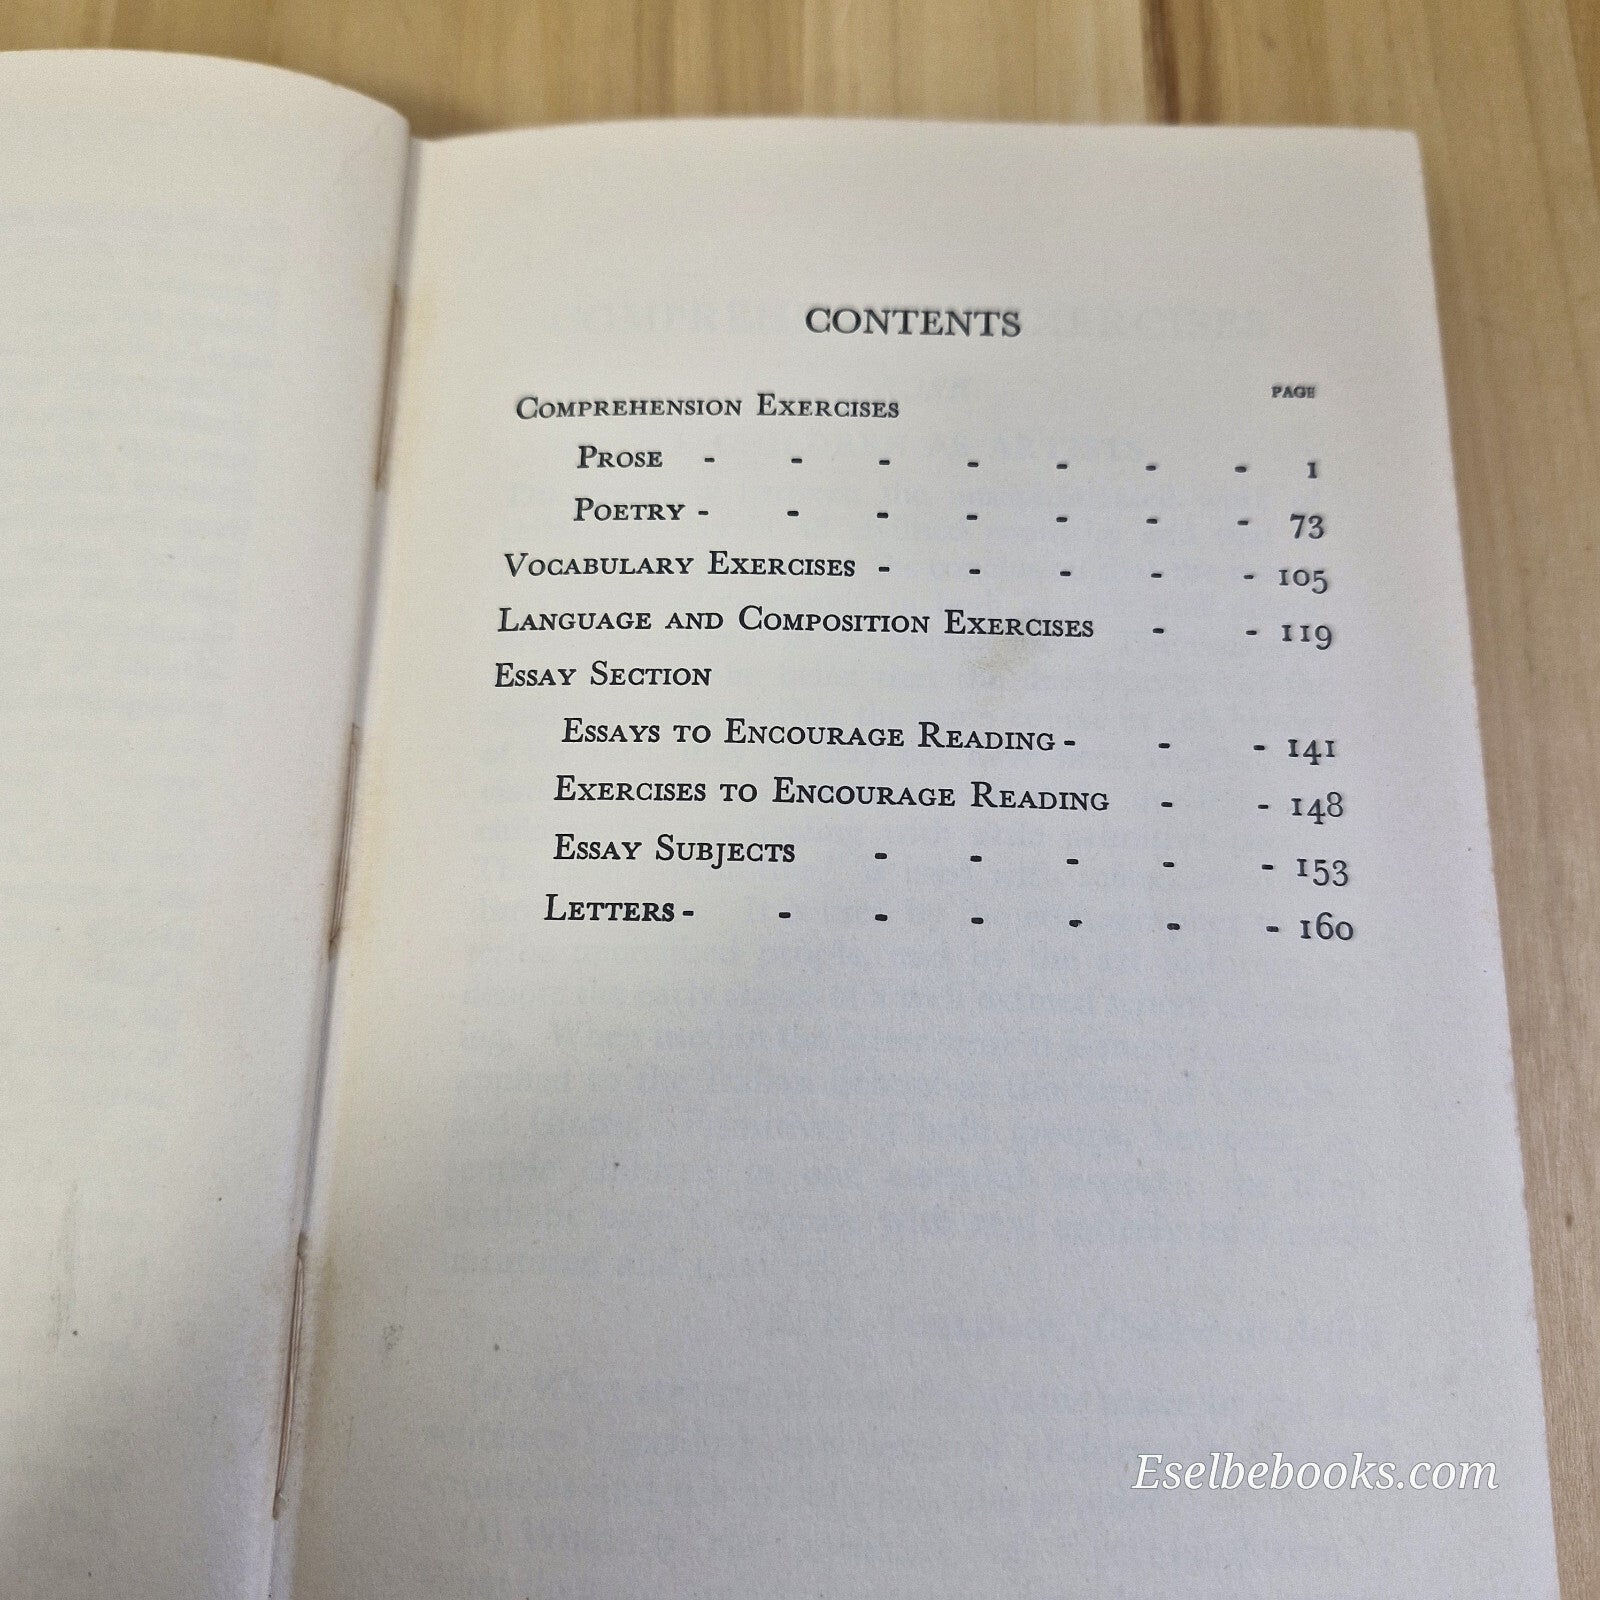 CONTENTS
PAGE
COMPREHENSION EXERCISES
PROSE - - - - - - - 1
POETRY - - - - - - - 73
VOCABULARY EXERCISES - - - - - 105
LANGUAGE AND COMPOSITION EXERCISES - - 119
ESSAY SECTION
ESSAYS TO ENCOURAGE READING - - - 141
EXERCISES TO ENCOURAGE READING - - 148
ESSAY SUBJECTS - - - - - 153
LETTERS - - - - - - - 160
Eselbebooks.com